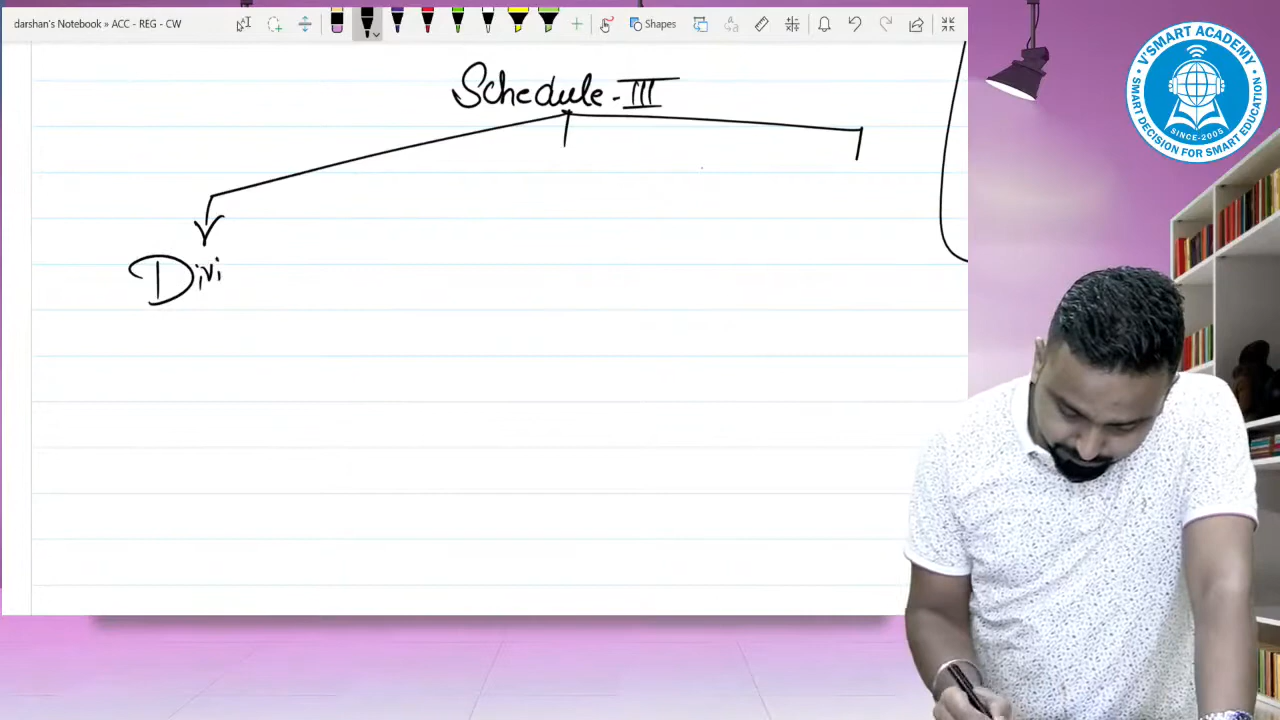 darshan's Notebook » ACC - REG - CW
Shapes
Schedule - III
Divi
V'SMART ACADEMY
SINCE-2005
SMART DECISION FOR SMART EDUCATION